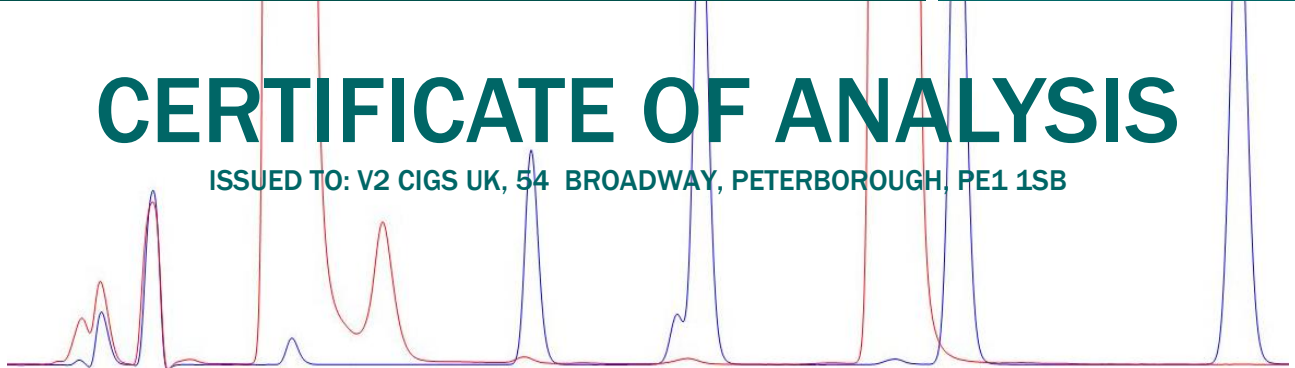 CERTIFICATE OF ANALYSIS
ISSUED TO: V2 CIGS UK, 54 BROADWAY, PETERBOROUGH, PE1 1SB